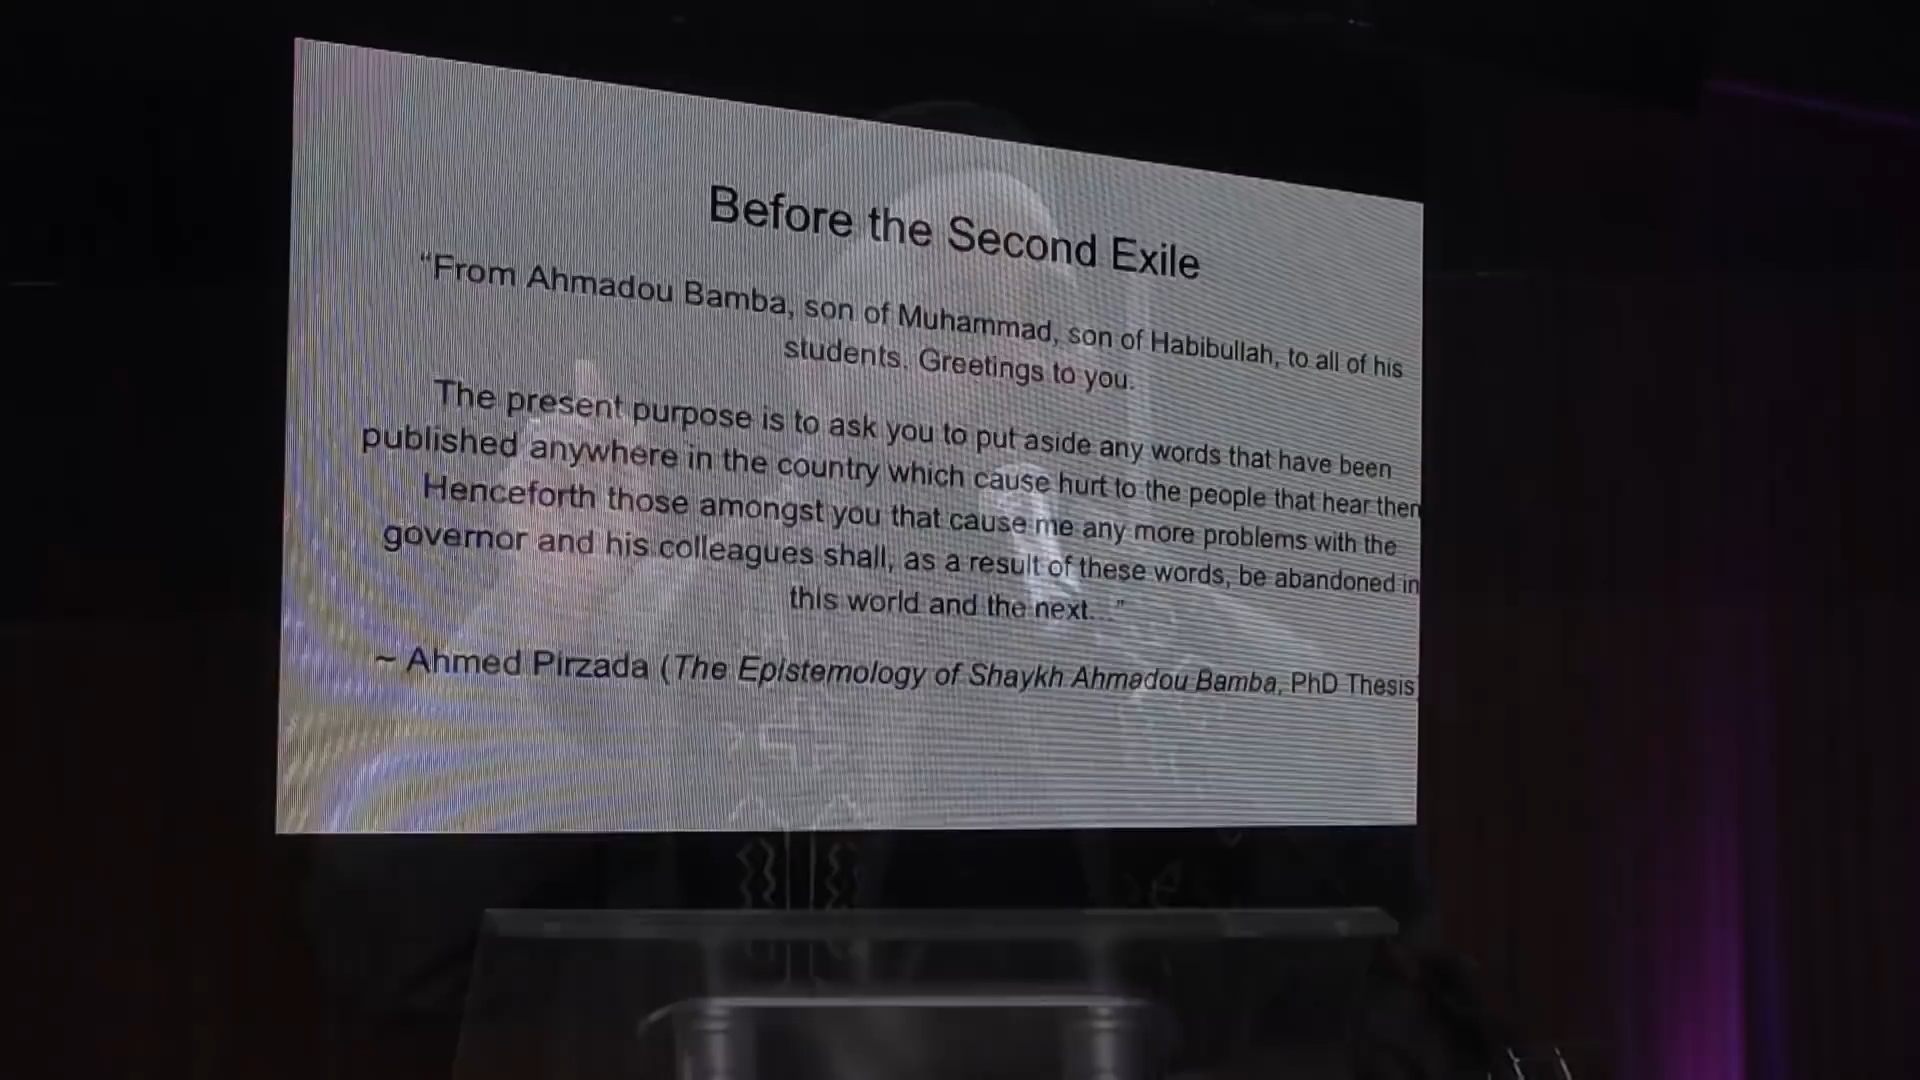 Before the Second Exile
“From Ahmadou Bamba, son of Muhammad, son of Habibullah, to all of his
students. Greetings to you.
The present purpose is to ask you to put aside any words that have been
published anywhere in the country which cause hurt to the people that hear then
Henceforth those amongst you that cause me any more problems with the
governor and his colleagues shall, as a result of these words, be abandoned in
this world and the next...”
~ Ahmed Pirzada (The Epistemology of Shaykh Ahmadou Bamba, PhD Thesis